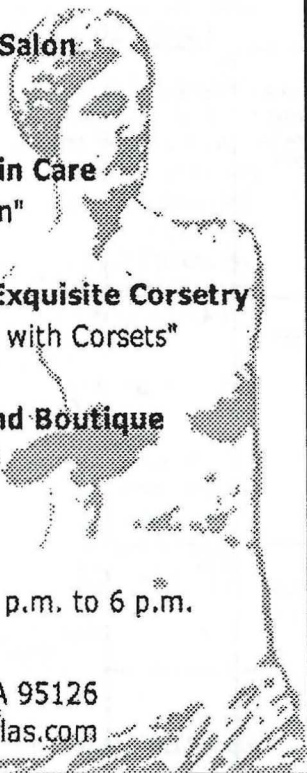 Salon
in Care
n"
Exquisite Corsetry
with Corsets"
nd Boutique
p.m. to 6 p.m.
A 95126
las.com